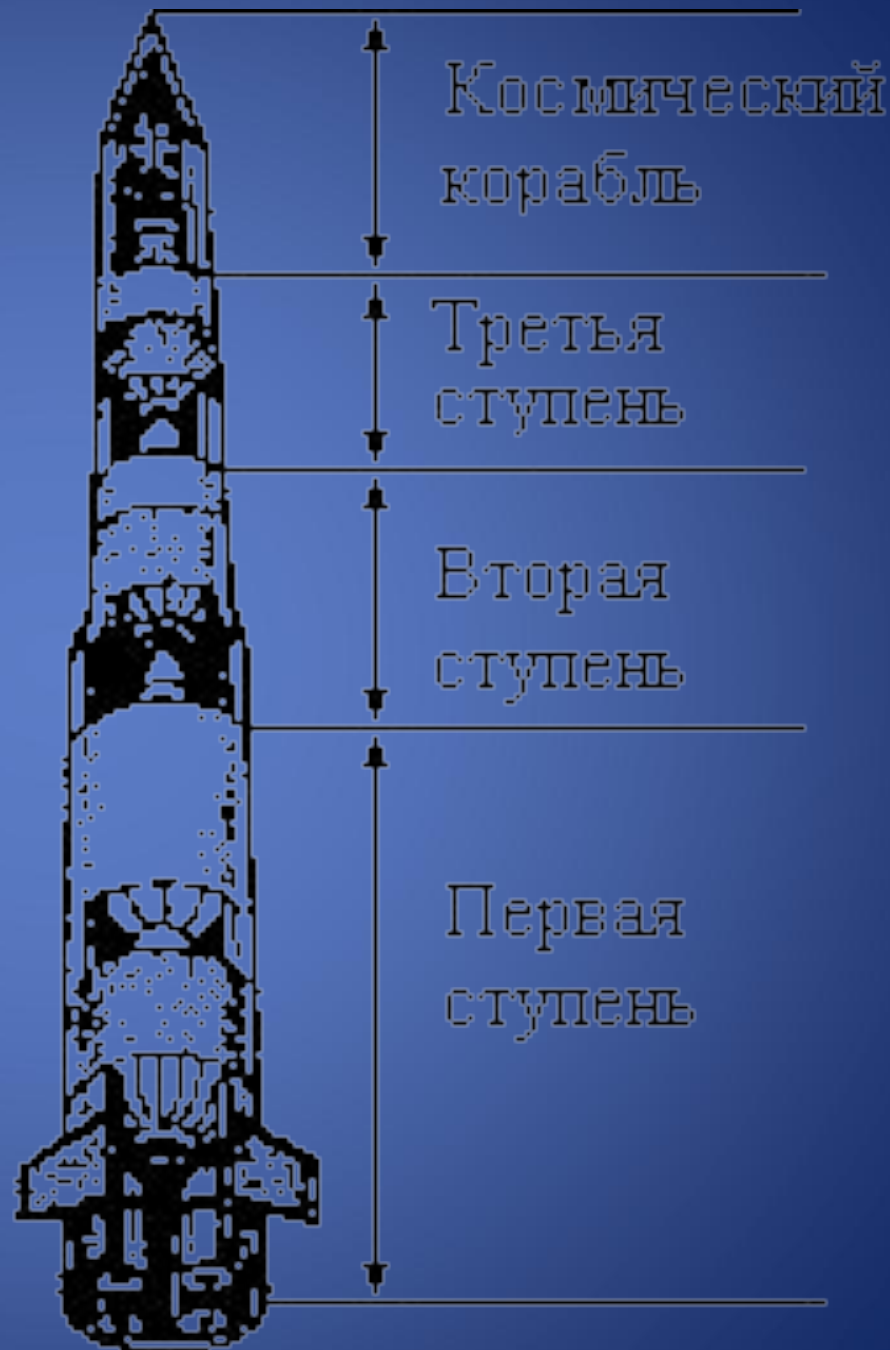 Космический
корабль
Третья
ступень
Вторая
ступень
Первая
ступень